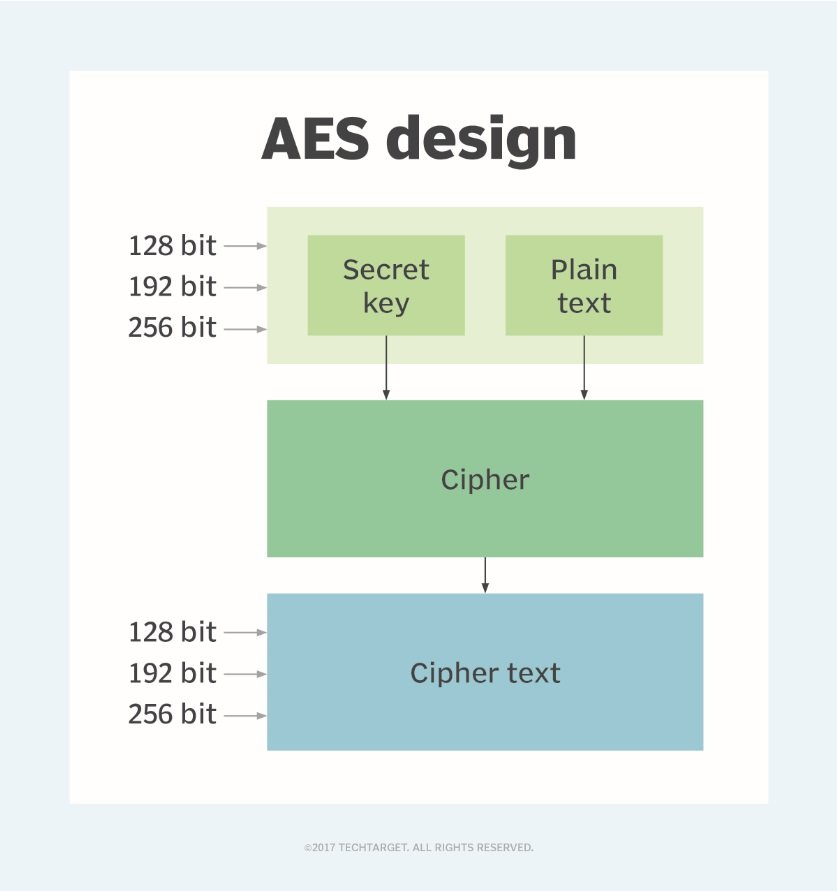 AES design
128 bit
192 bit
256 bit
Secret
key
Plain
text
Cipher
128 bit
192 bit
256 bit
Cipher text
©2017 TECHTARGET. ALL RIGHTS RESERVED.